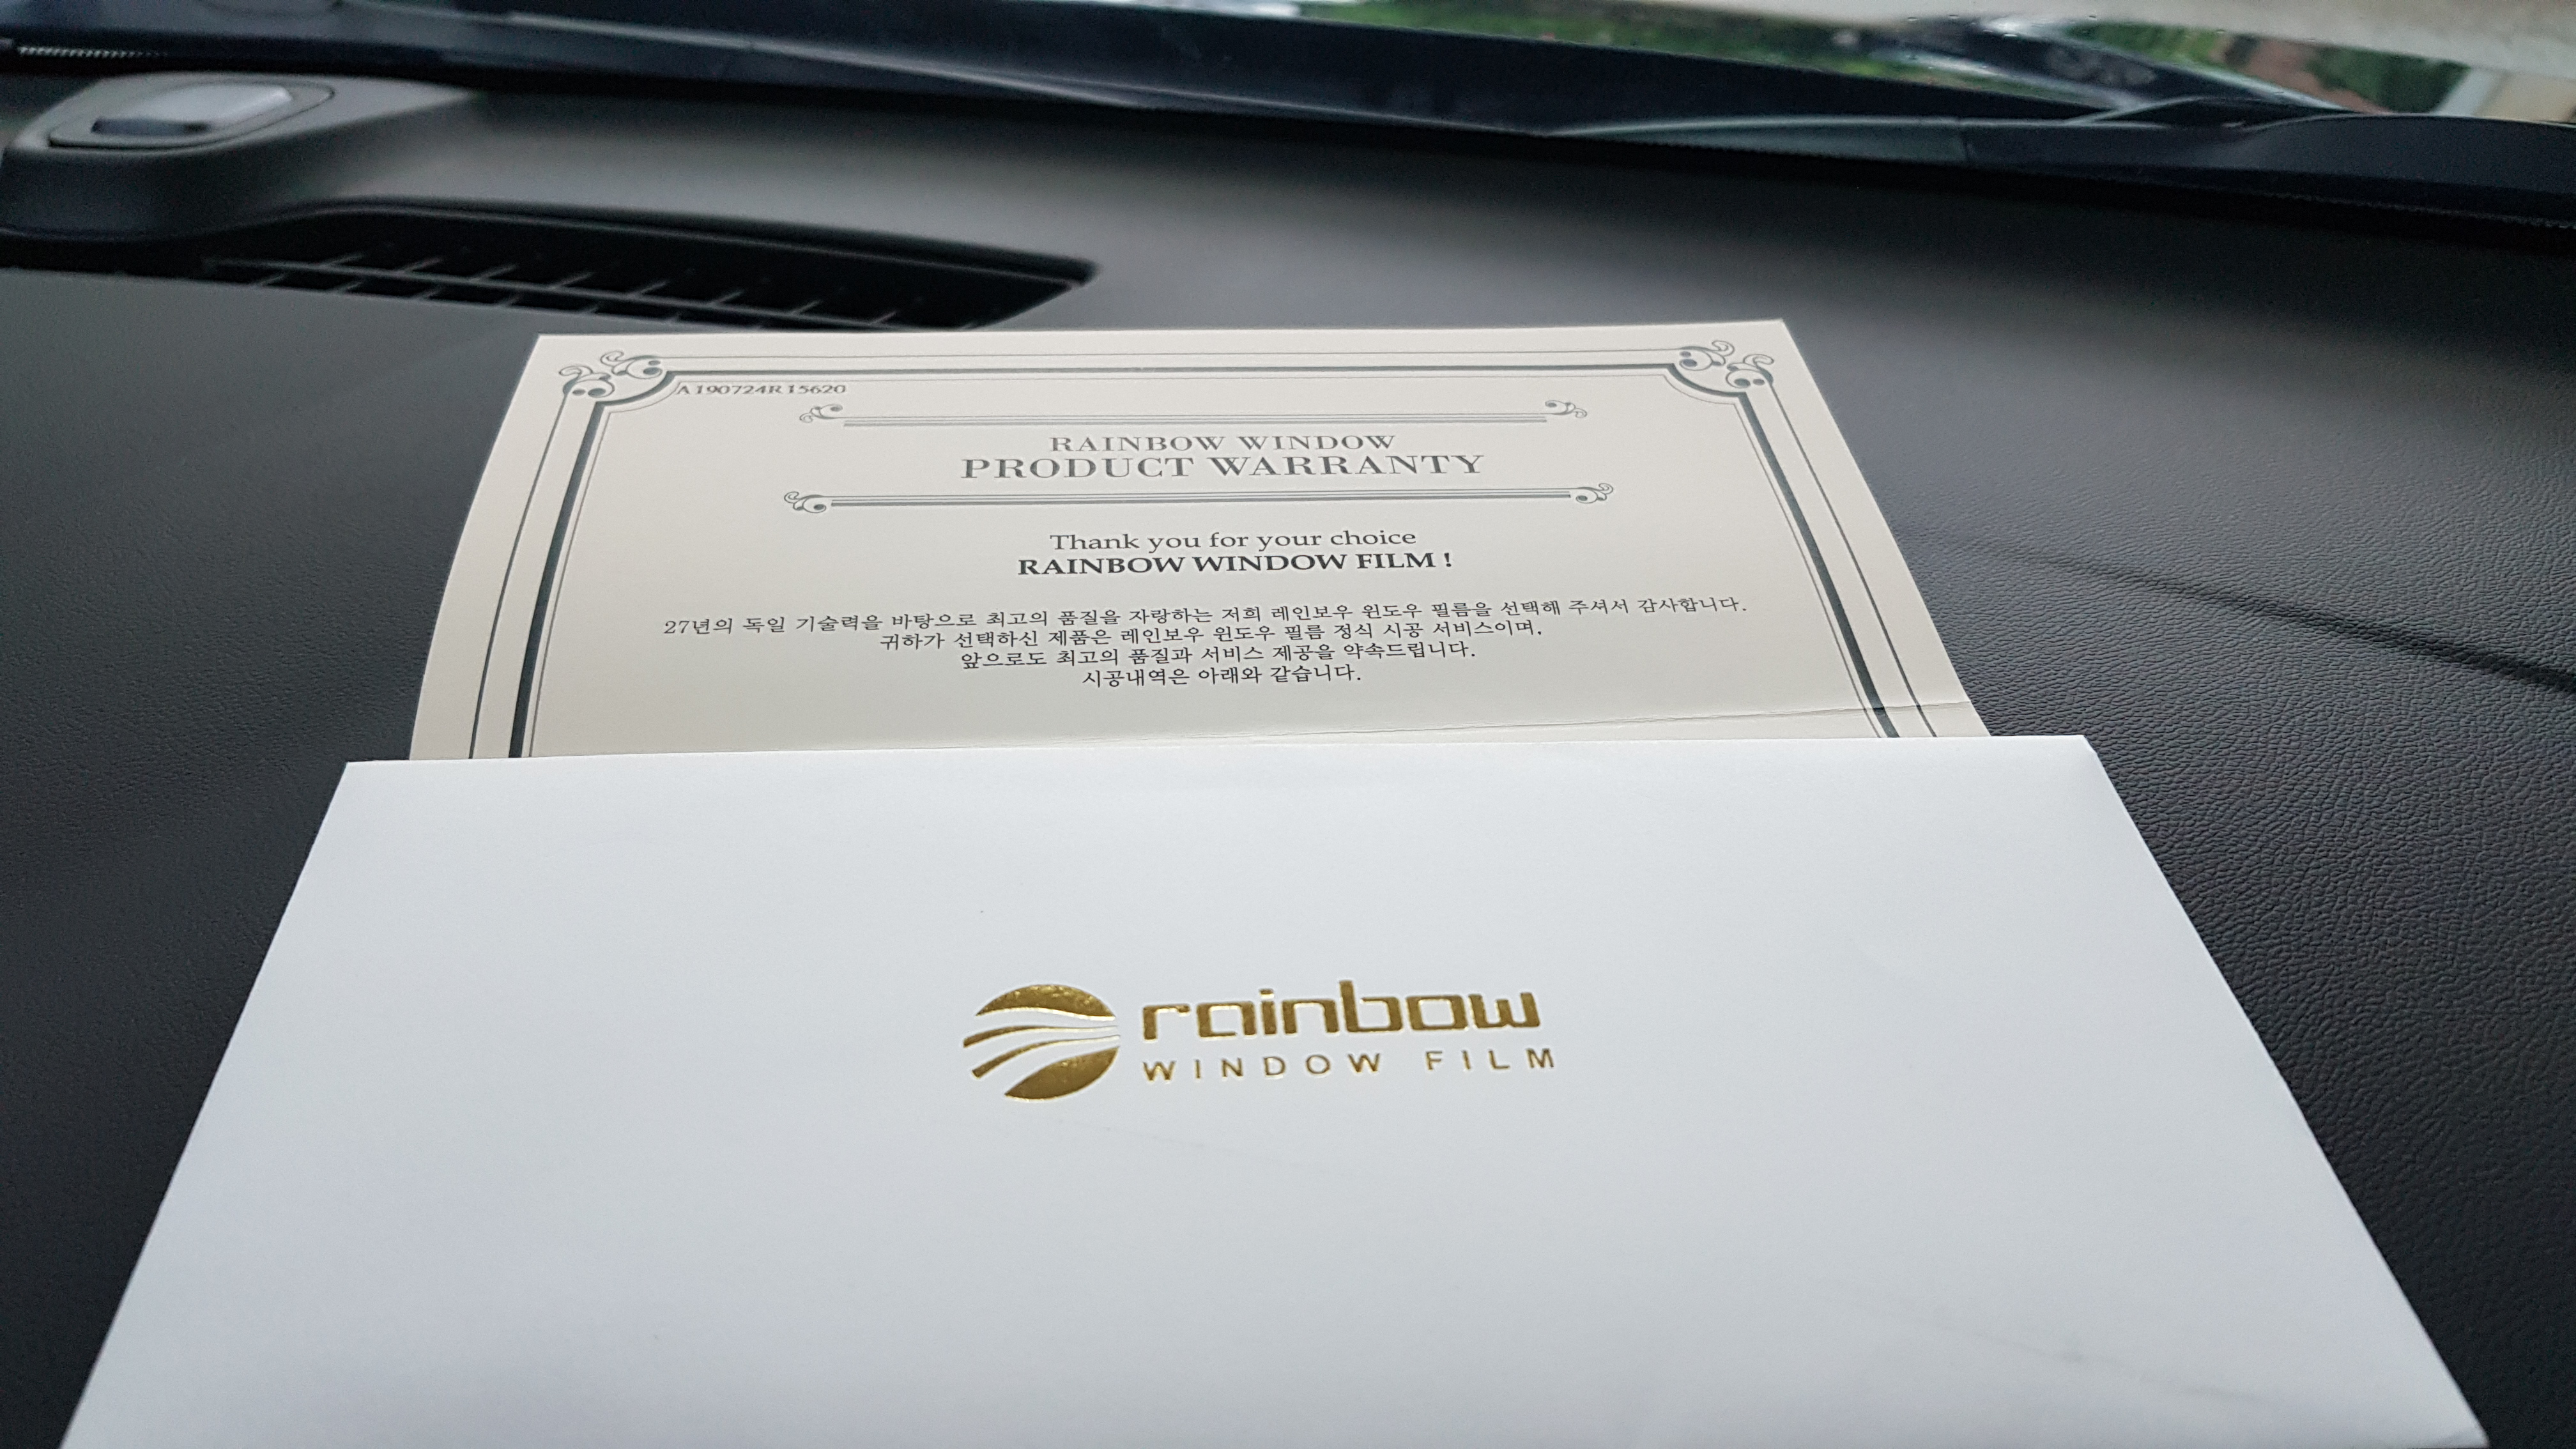 A190724R15620
RAINBOW WINDOW
PRODUCT WARRANTY
Thank you for your choice
RAINBOW WINDOW FILM !
27년의 독일 기술력을 바탕으로 최고의 품질을 자랑하는 저희 레인보우 윈도우 필름을 선택해 주셔서 감사합니다.
귀하가 선택하신 제품은 레인보우 윈도우 필름 정식 시공 서비스이며,
앞으로도 최고의 품질과 서비스 제공을 약속드립니다.
시공내역은 아래와 같습니다.
rainbow
WINDOW FILM